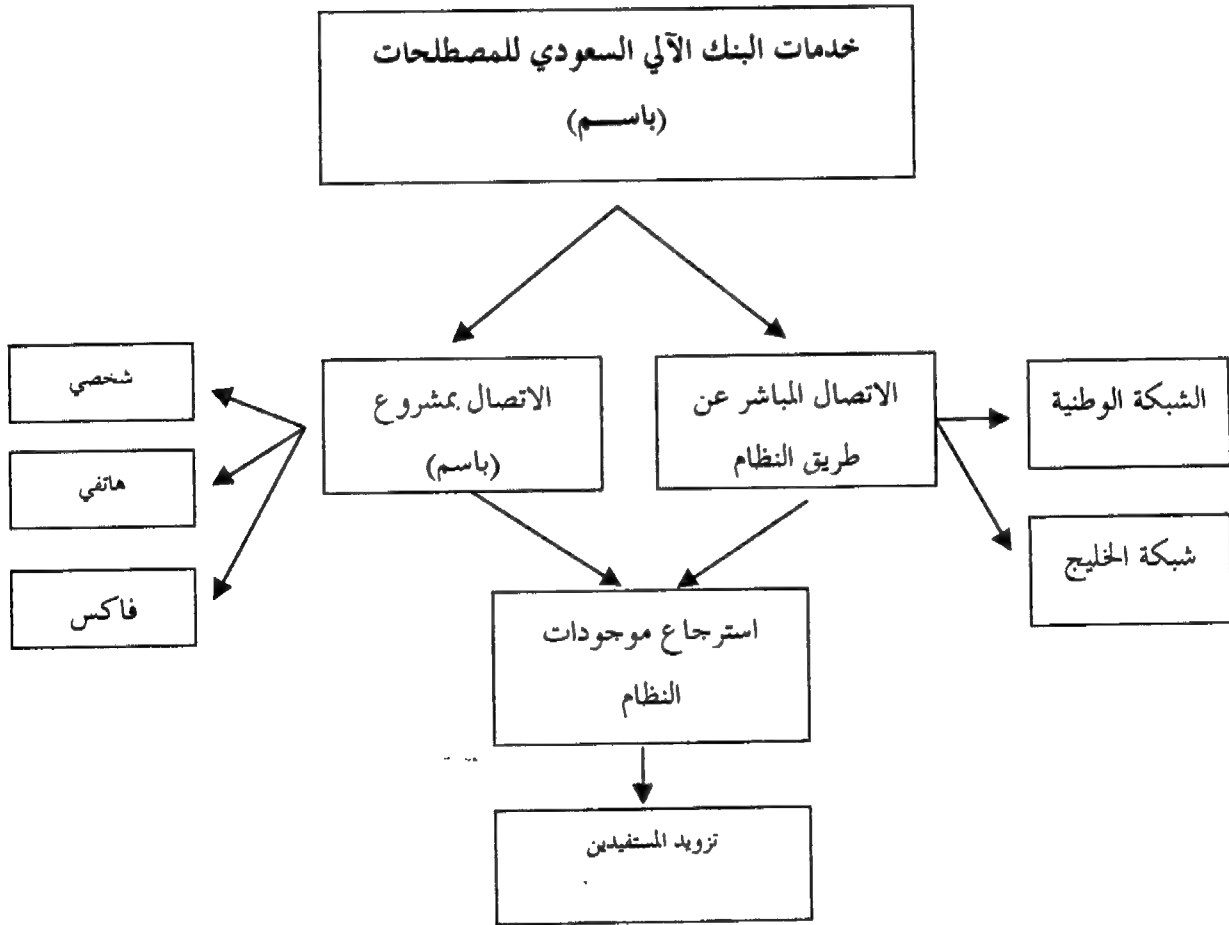 خدمات البنك الآلي السعودي للمصطلحات
(باســـم)
الاتصال المباشر عن
طريق النظام
الاتصال بمشروع
(باسم)
الشبكة الوطنية
شبكة الخليج
شخصي
هاتفي
فاكس
استرجاع موجودات
النظام
تزويد المستفيدين